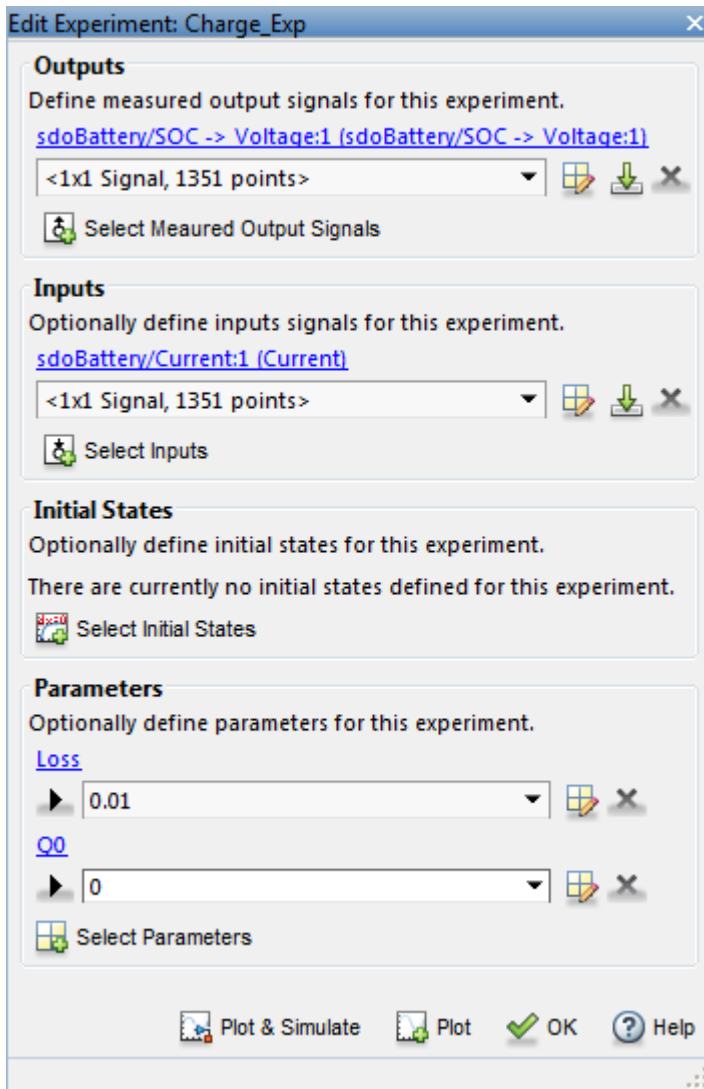 Edit Experiment: Charge_Exp
Outputs
Define measured output signals for this experiment.
sdoBattery/SOC -> Voltage:1 (sdoBattery/SOC -> Voltage:1)
<1x1 Signal, 1351 points>
Select Meaured Output Signals
Inputs
Optionally define inputs signals for this experiment.
sdoBattery/Current:1 (Current)
<1x1 Signal, 1351 points>
Select Inputs
Initial States
Optionally define initial states for this experiment.
There are currently no initial states defined for this experiment.
Select Initial States
Parameters
Optionally define parameters for this experiment.
Loss
0.01
Q0
0
Select Parameters
Plot & Simulate Plot OK Help